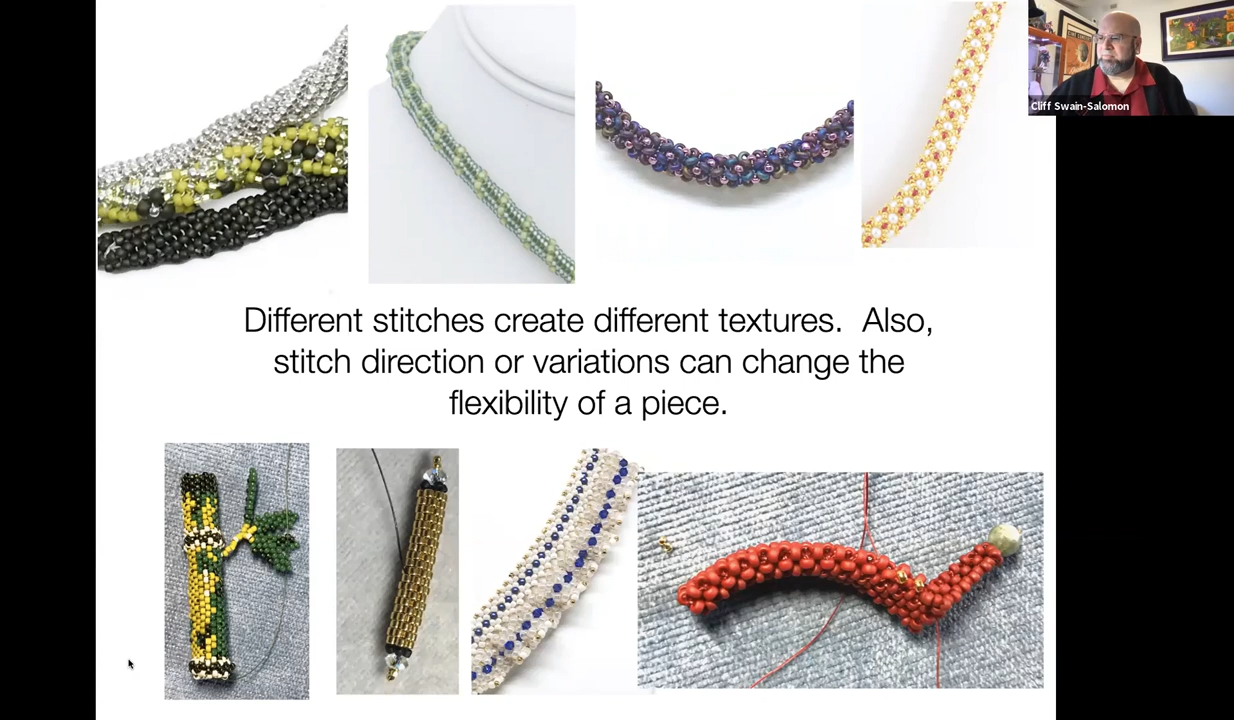 Cliff Swain-Salomon
Different stitches create different textures.  Also,
stitch direction or variations can change the
flexibility of a piece.